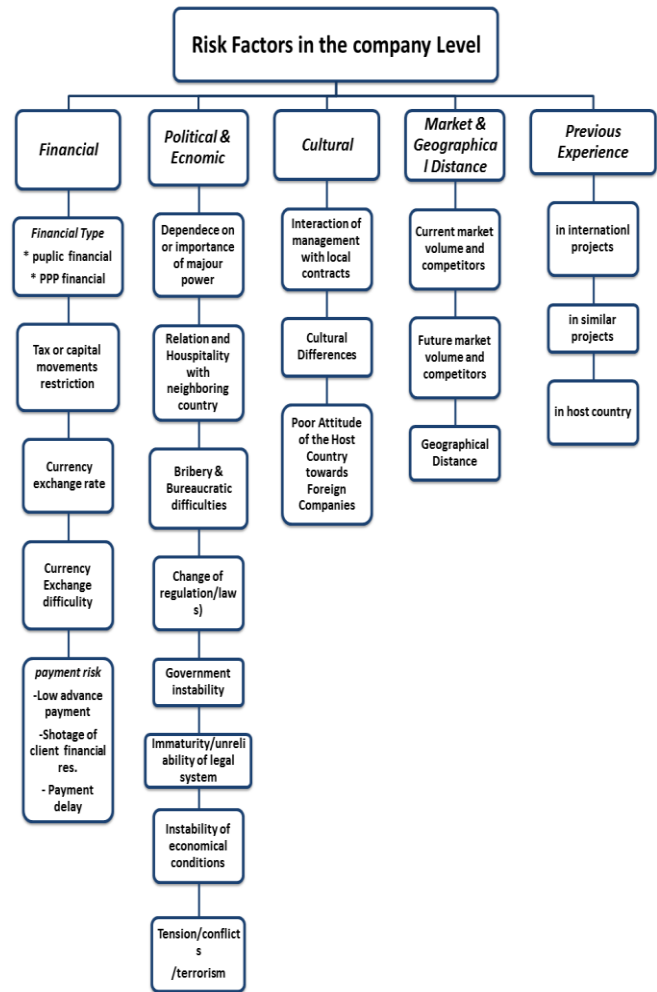 Risk Factors in the company Level
Financial
Political &
Ecnomic
Cultural
Market &
Geographica
l Distance
Previous
Experience
Financial Type
* puplic financial
* PPP financial
Tax or capital
movements
restriction
Currency
exchange rate
Currency
Exchange
difficility
payment risk
-Low advance
payment
-Shotage of
client financial
res.
- Payment
delay
Dependece on
or importance
of majour
power
Relation and
Houspitality
with
neighboring
country
Bribery &
Bureaucratic
difficulties
Change of
regulation/law
s)
Government
instability
Immaturity/unreli
ability of legal
system
Instability of
economical
conditions
Tension/conflict
s
/terrorism
Interaction of
management
with local
contracts
Cultural
Differences
Poor Attitude
of the Host
Country
towards
Foreign
Companies
Current market
volume and
competitors
Future market
volume and
competitors
Geographical
Distance
in internationl
projects
in similar
projects
in host country